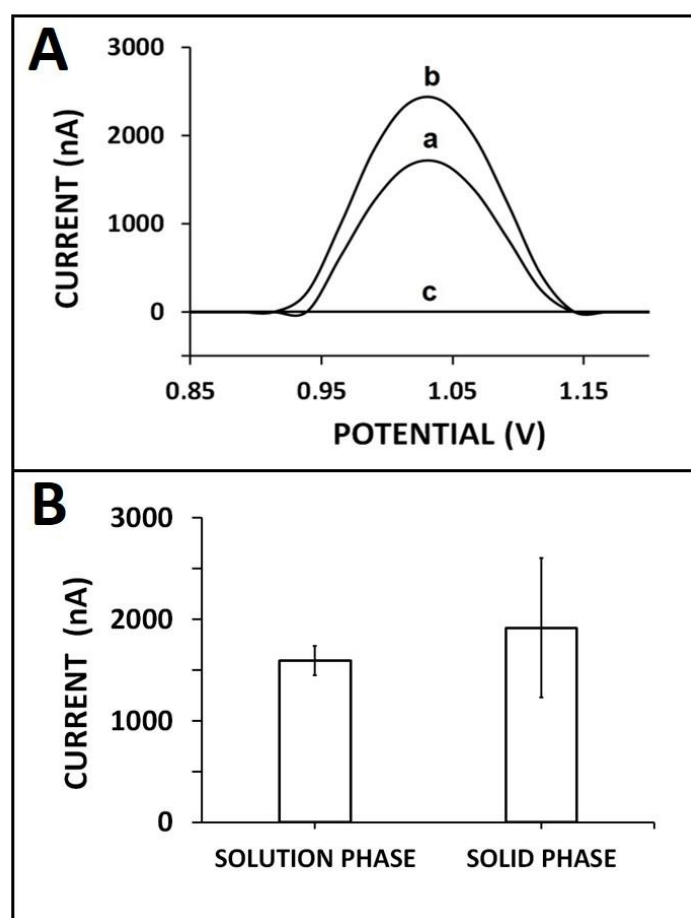 A
CURRENT (nA)
3000
2000
1000
0
b
a
c
0.85 0.95 1.05 1.15
POTENTIAL (V)
B
CURRENT (nA)
3000
2000
1000
0
SOLUTION PHASE SOLID PHASE